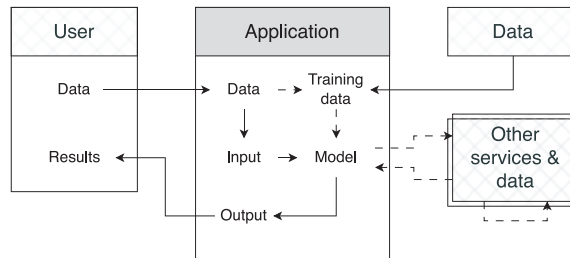 User
Application
Data
Data
Data
Training
data
Other
services &
data
Results
Input
Model
Output